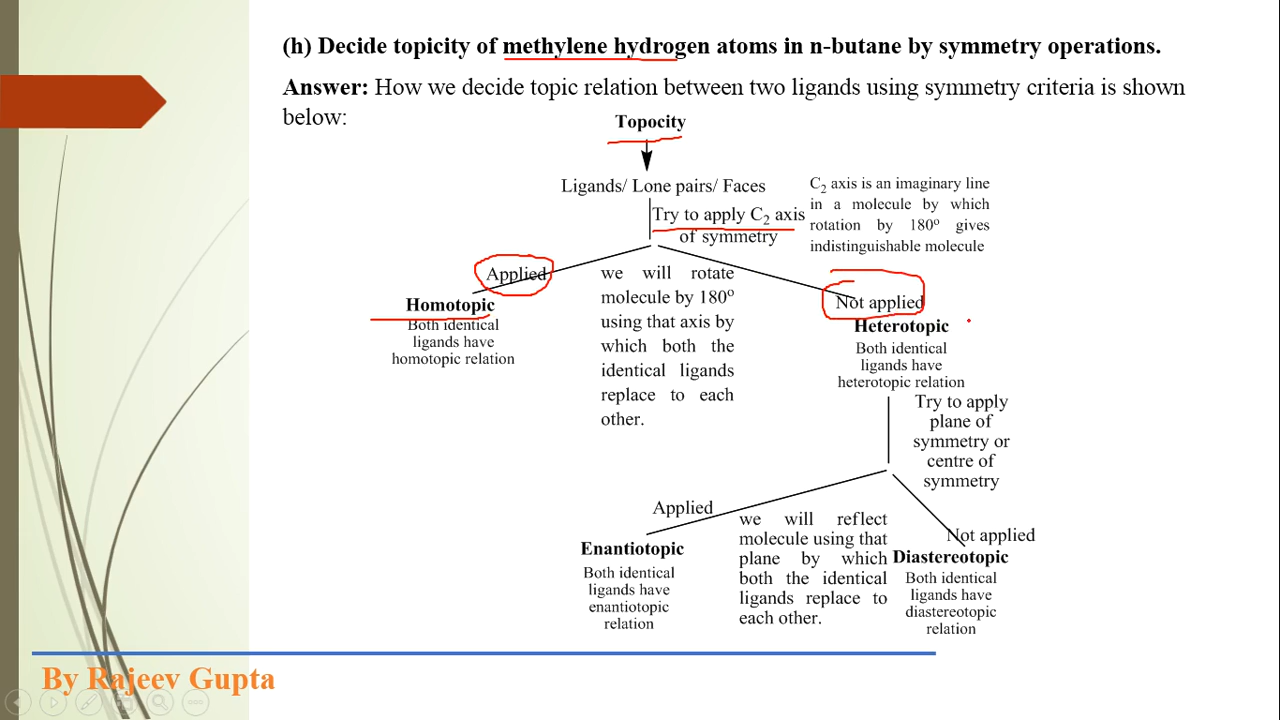 (h) Decide topicity of methylene hydrogen atoms in n-butane by symmetry operations.
Answer: How we decide topic relation between two ligands using symmetry criteria is shown
below:
Topocity
Ligands/ Lone pairs/ Faces
Try to apply C₂ axis
of symmetry
C₂ axis is an imaginary line
in a molecule by which
rotation by 180º gives
indistinguishable molecule
Applied
Homotopic
Both identical
ligands have
homotopic relation
we will rotate
molecule by 180º
using that axis by
which both the
identical ligands
replace to each
other.
Not applied
Heterotopic
Both identical
ligands have
heterotopic relation
Try to apply
plane of
symmetry or
centre of
symmetry
Applied
Enantiotopic
Both identical
ligands have
enantiotopic
relation
we will reflect
molecule using that
plane by which
both the identical
ligands replace to
each other.
Not applied
Diastereotopic
Both identical
ligands have
diastereotopic
relation
By Rajeev Gupta